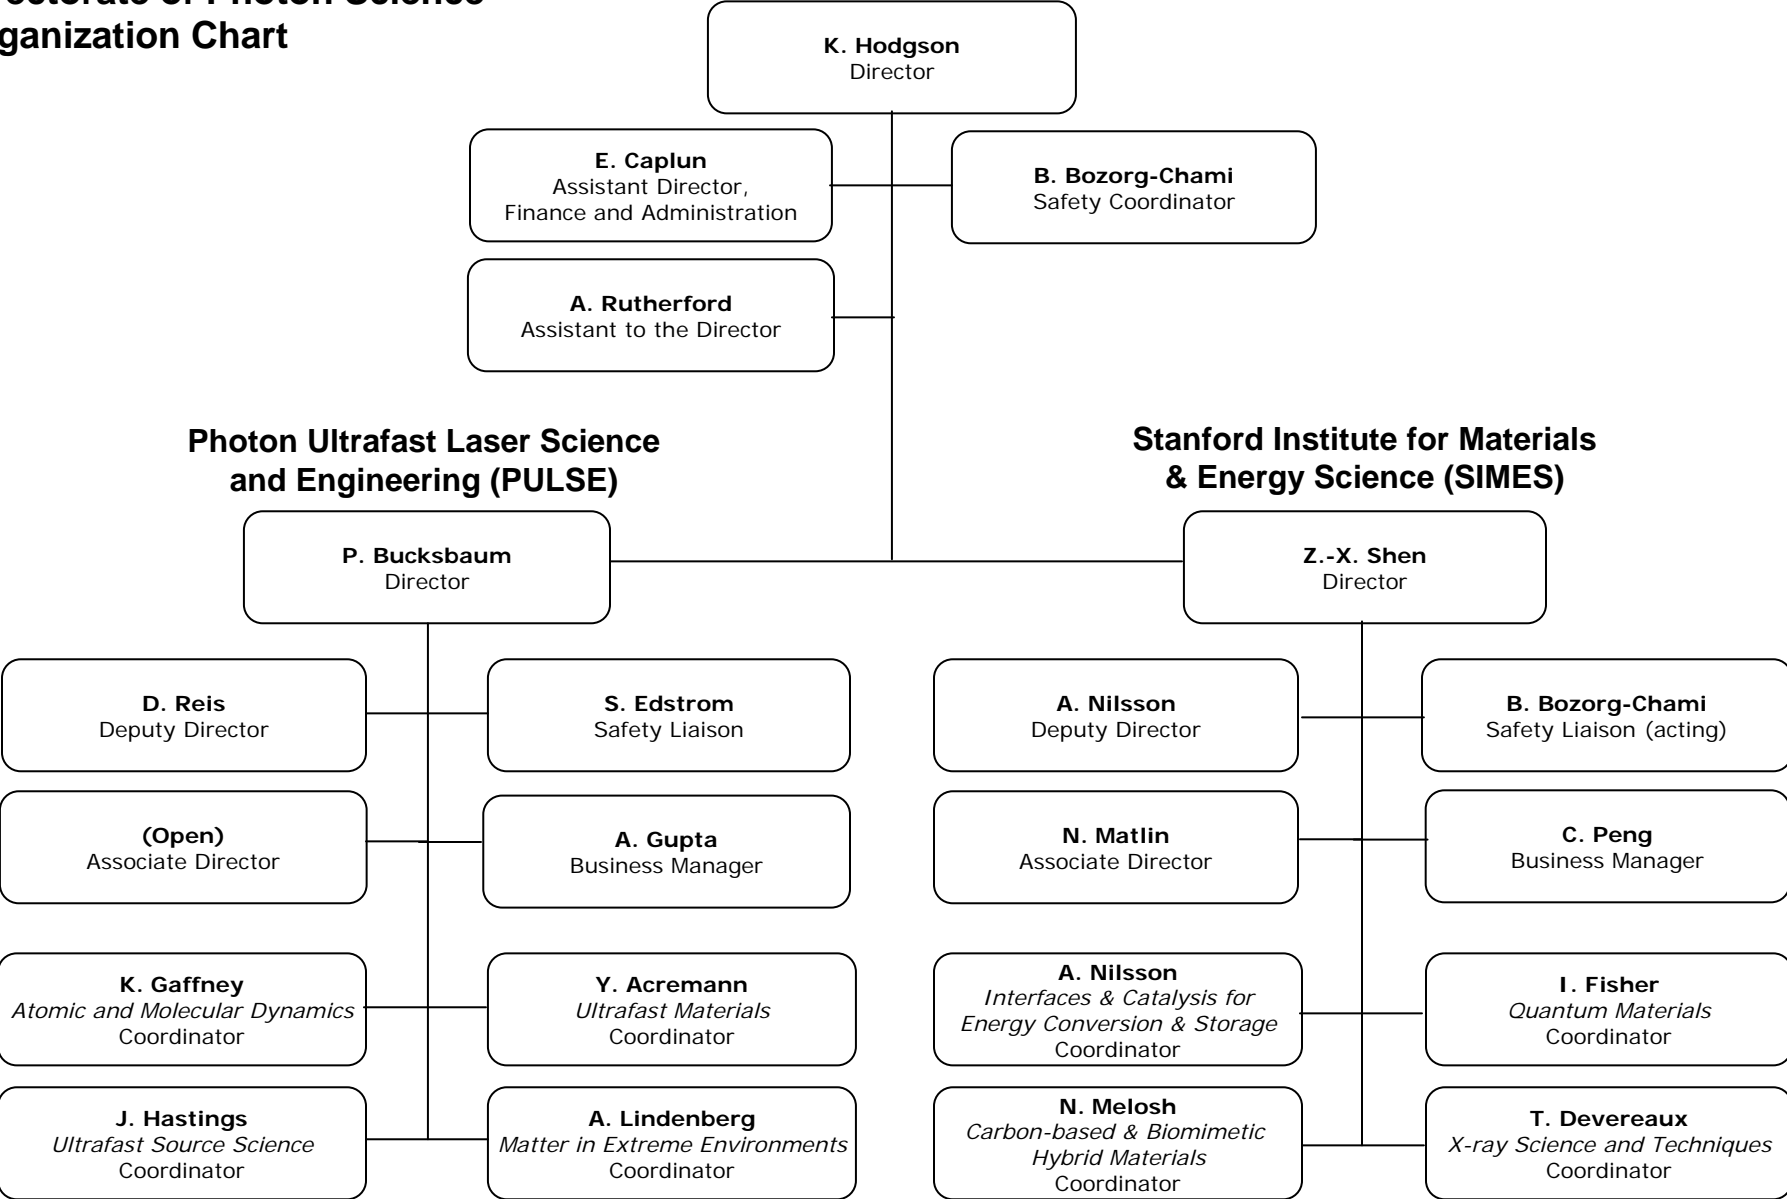 ectorate of Photon Science
ganization Chart
K. Hodgson
Director
E. Caplun
Assistant Director,
Finance and Administration
B. Bozorg-Chami
Safety Coordinator
A. Rutherford
Assistant to the Director
Photon Ultrafast Laser Science
and Engineering (PULSE)
Stanford Institute for Materials
& Energy Science (SIMES)
P. Bucksbaum
Director
Z.-X. Shen
Director
D. Reis
Deputy Director
S. Edstrom
Safety Liaison
A. Nilsson
Deputy Director
B. Bozorg-Chami
Safety Liaison (acting)
(Open)
Associate Director
A. Gupta
Business Manager
N. Matlin
Associate Director
C. Peng
Business Manager
K. Gaffney
Atomic and Molecular Dynamics
Coordinator
Y. Acremann
Ultrafast Materials
Coordinator
A. Nilsson
Interfaces & Catalysis for
Energy Conversion & Storage
Coordinator
I. Fisher
Quantum Materials
Coordinator
J. Hastings
Ultrafast Source Science
Coordinator
A. Lindenberg
Matter in Extreme Environments
Coordinator
N. Melosh
Carbon-based & Biomimetic
Hybrid Materials
Coordinator
T. Devereaux
X-ray Science and Techniques
Coordinator